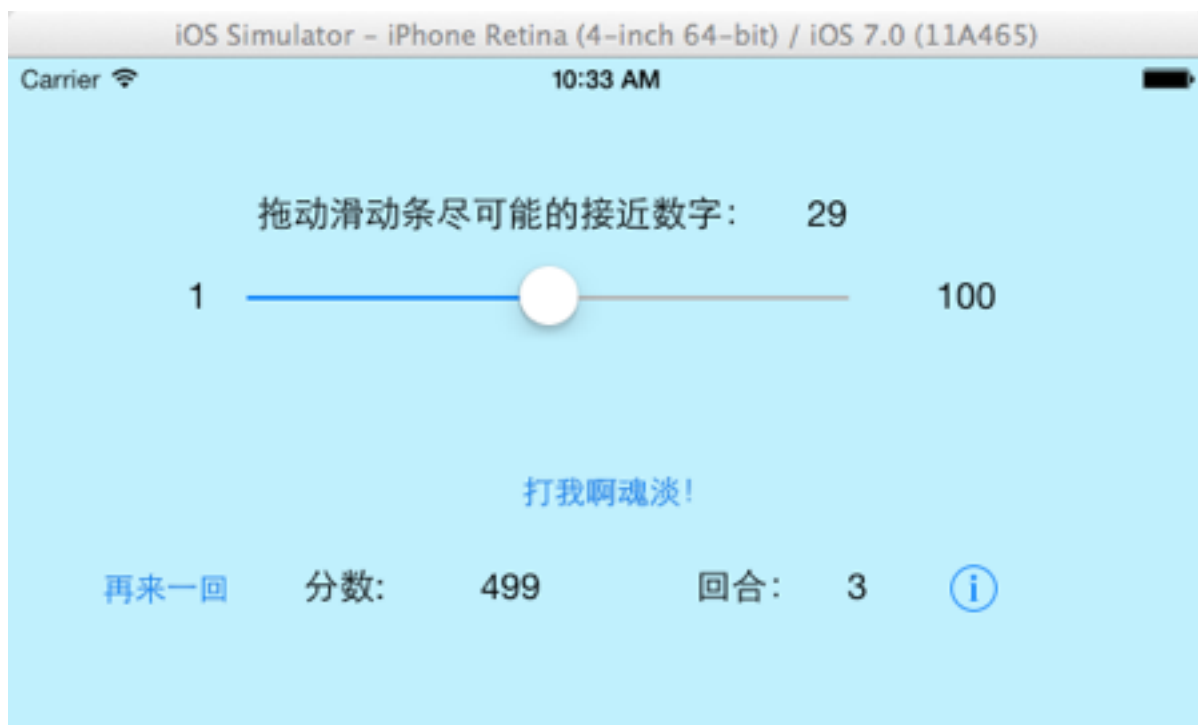 iOS Simulator – iPhone Retina (4-inch 64-bit) / iOS 7.0 (11A465)
Carrier 10:33 AM
拖动滑动条尽可能的接近数字： 29
1 100
打我啊魂淡！
再来一回 分数: 499 回合： 3 i